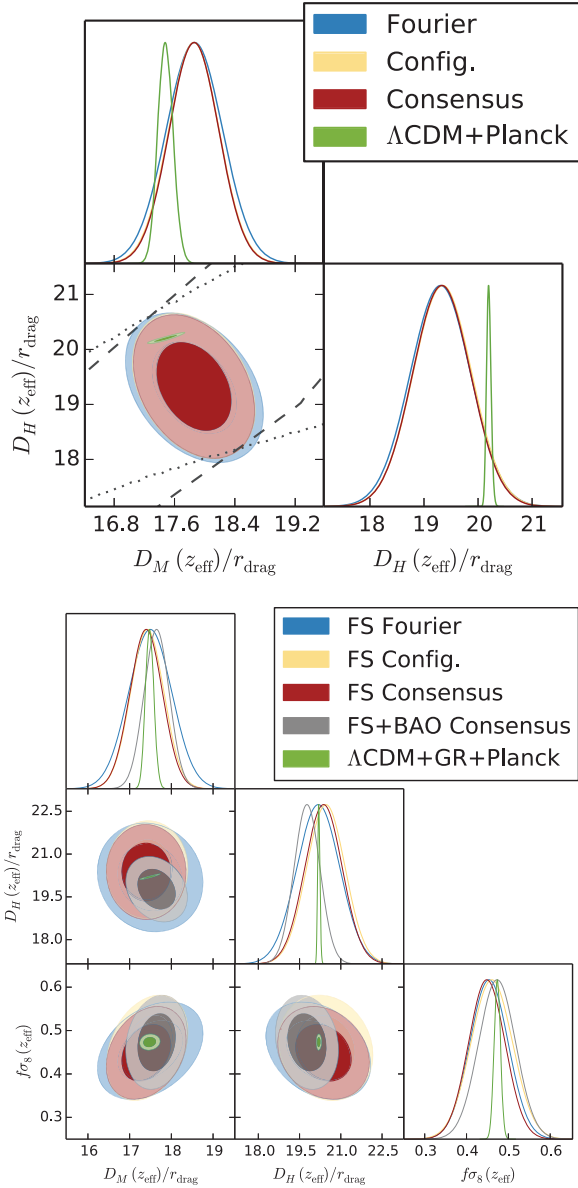 Fourier
Config.
Consensus
ΛCDM+Planck
21
20
19
18
D_H(z_eff)/r_drag
16.8 17.6 18.4 19.2
18 19 20 21
D_M(z_eff)/r_drag
D_H(z_eff)/r_drag
FS Fourier
FS Config.
FS Consensus
FS+BAO Consensus
ΛCDM+GR+Planck
22.5
21.0
19.5
18.0
D_H(z_eff)/r_drag
0.6
0.5
0.4
0.3
fσ_8(z_eff)
16 17 18 19
18.0 19.5 21.0 22.5
0.3 0.4 0.5 0.6
D_M(z_eff)/r_drag
D_H(z_eff)/r_drag
fσ_8(z_eff)